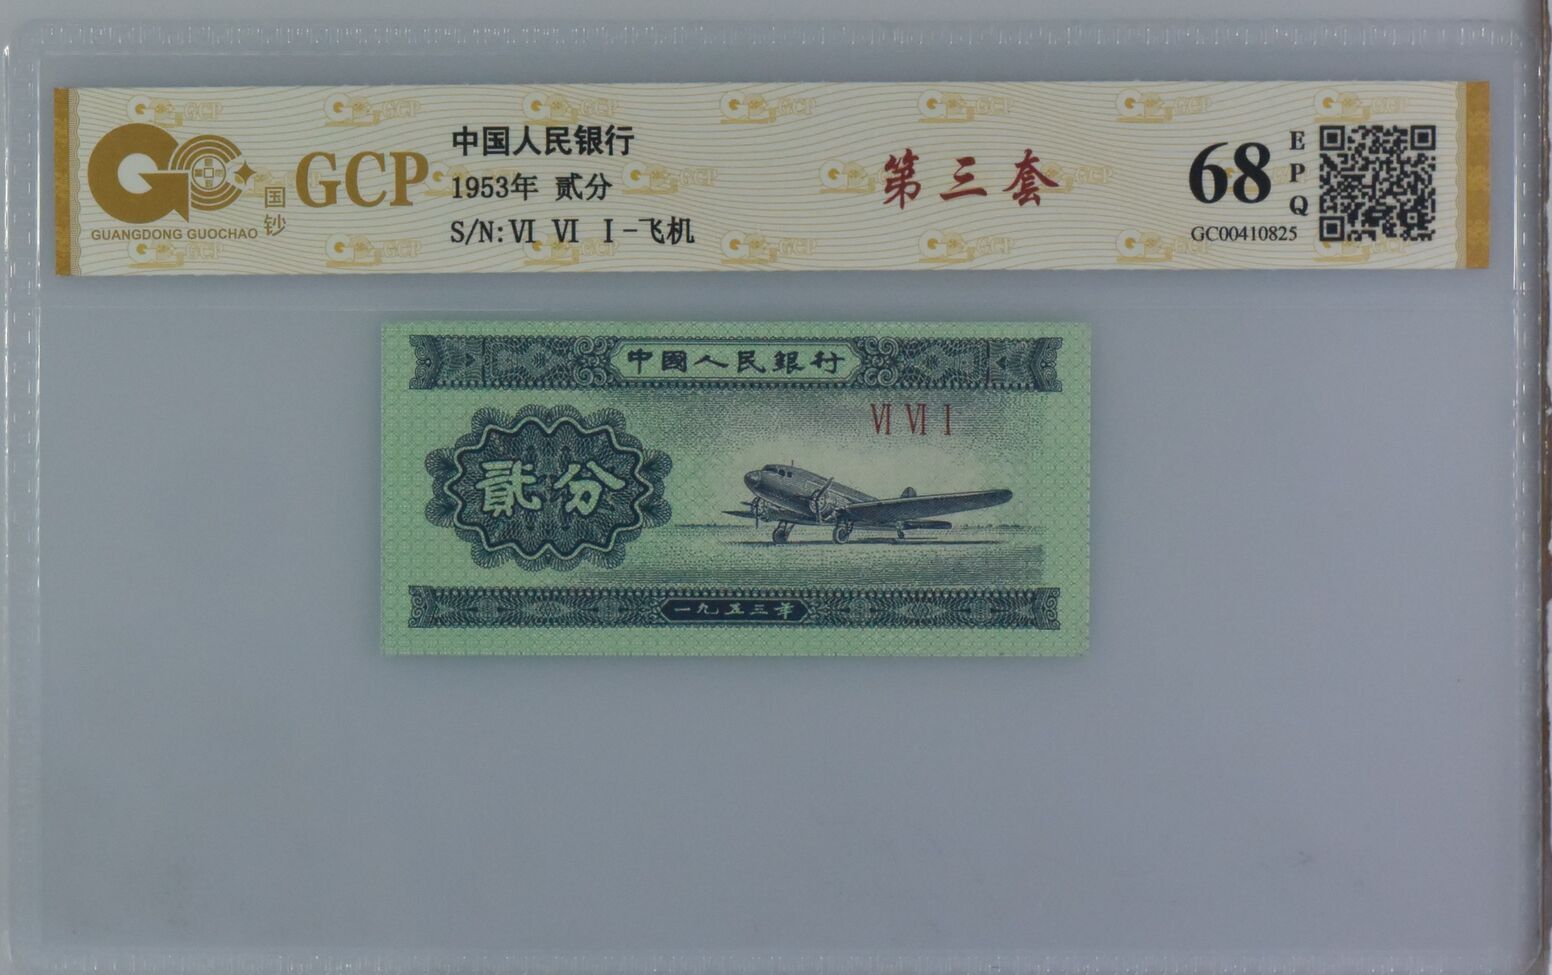 GUANGDONG GUOCHAO
国钞
GCP
中国人民银行
1953年 贰分
S/N:Ⅵ Ⅵ Ⅰ-飞机
第三套
68
EPQ
GC00410825
中國人民銀行
Ⅵ Ⅵ Ⅰ
貳分
一九五三年